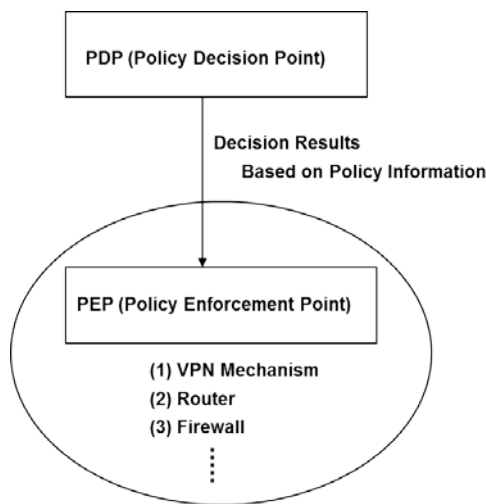 PDP (Policy Decision Point)
Decision Results
Based on Policy Information
PEP (Policy Enforcement Point)
(1) VPN Mechanism
(2) Router
(3) Firewall